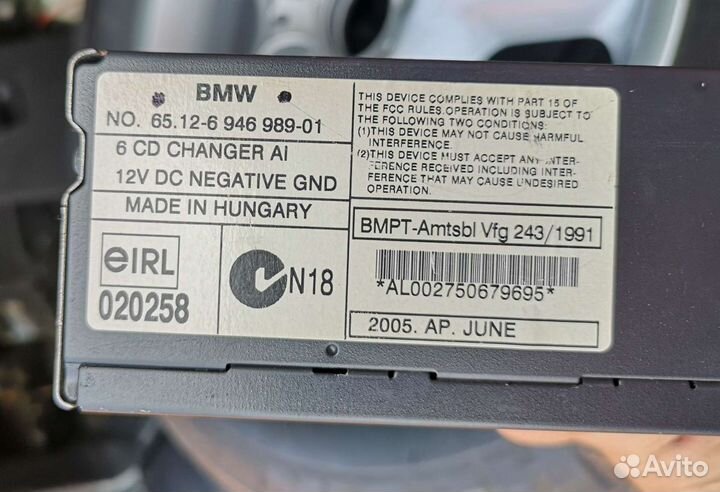 BMW
NO. 65.12-6 946 989-01
6 CD CHANGER AI
12V DC NEGATIVE GND
MADE IN HUNGARY
eIRL
020258
N18
THIS DEVICE COMPLIES WITH PART 15 OF
THE FCC RULES.OPERATION IS SUBJECT TO
THE FOLLOWING TWO CONDITIONS:
(1)THIS DEVICE MAY NOT CAUSE HARMFUL
INTERFERENCE.
(2)THIS DEVICE MUST ACCEPT ANY INTER-
FERENCE RECEIVED INCLUDING INTER-
FERENCE THAT MAY CAUSE UNDESIRED
OPERATION.
BMPT-Amtsbl Vfg 243/1991
*AL002750679695*
2005. AP. JUNE
Avito